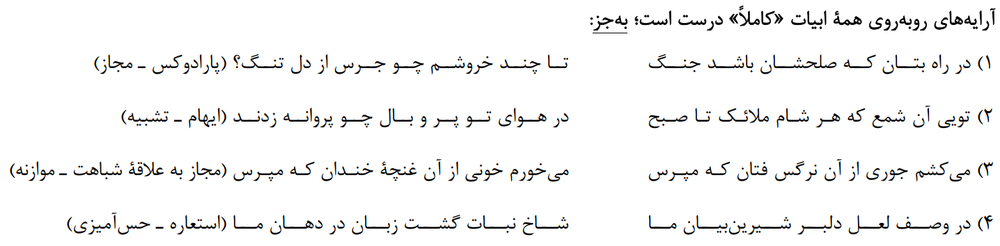 آرایه‌های روبه‌روی همۀ ابیات «کاملاً» درست است؛ به‌جز:
۱) در راه بتان که صلحشان باشد جنگ تا چند خروشم چو جرس از دل تنگ؟ (پارادوکس ـ مجاز)
۲) تویی آن شمع که هر شام ملائک تا صبح در هوای تو پر و بال چو پروانه زدند (ایهام ـ تشبیه)
۳) می‌کشم جوری از آن نرگس فتان که مپرس می‌خورم خونی از آن غنچۀ خندان که مپرس (مجاز به علاقۀ شباهت ـ موازنه)
۴) در وصف لعل دلبر شیرین‌بیان ما شاخ نبات گشت زبان در دهان ما (استعاره ـ حس‌آمیزی)